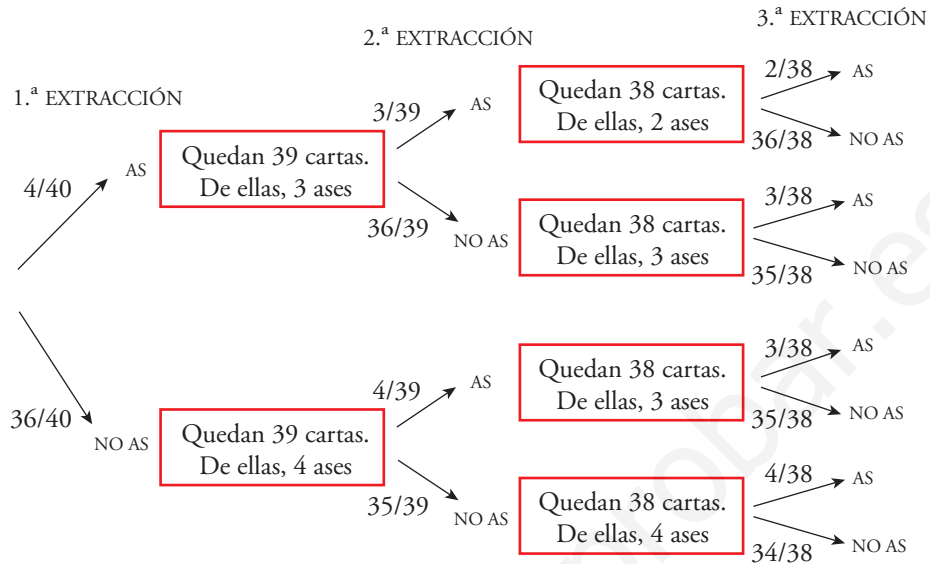 1.ª EXTRACCIÓN
2.ª EXTRACCIÓN
3.ª EXTRACCIÓN
4/40
AS
Quedan 39 cartas.
De ellas, 3 ases
3/39
AS
Quedan 38 cartas.
De ellas, 2 ases
2/38
AS
36/38
NO AS
36/39
NO AS
Quedan 38 cartas.
De ellas, 3 ases
3/38
AS
35/38
NO AS
36/40
NO AS
Quedan 39 cartas.
De ellas, 4 ases
4/39
AS
Quedan 38 cartas.
De ellas, 3 ases
3/38
AS
35/38
NO AS
35/39
NO AS
Quedan 38 cartas.
De ellas, 4 ases
4/38
AS
34/38
NO AS
probar.es